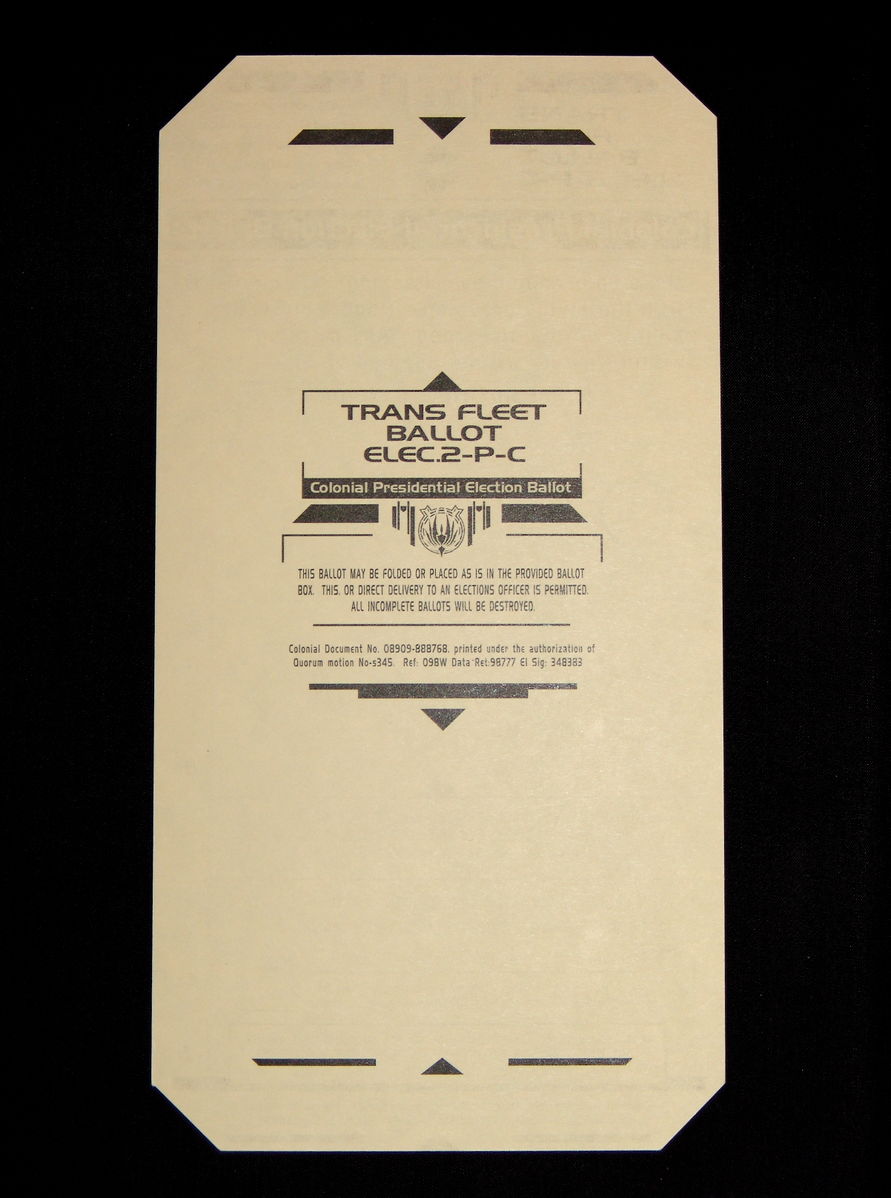 TRANS FLEET
BALLOT
ELEC.2-P-C
Colonial Presidential Election Ballot
THIS BALLOT MAY BE FOLDED OR PLACED AS IS IN THE PROVIDED BALLOT
BOX. THIS, OR DIRECT DELIVERY TO AN ELECTIONS OFFICER IS PERMITTED.
ALL INCOMPLETE BALLOTS WILL BE DESTROYED.
Colonial Document No. 08909-888768, printed under the authorization of
Quorum motion No-s345. Ref: 098W Data Ret:98777 El Sig: 348383